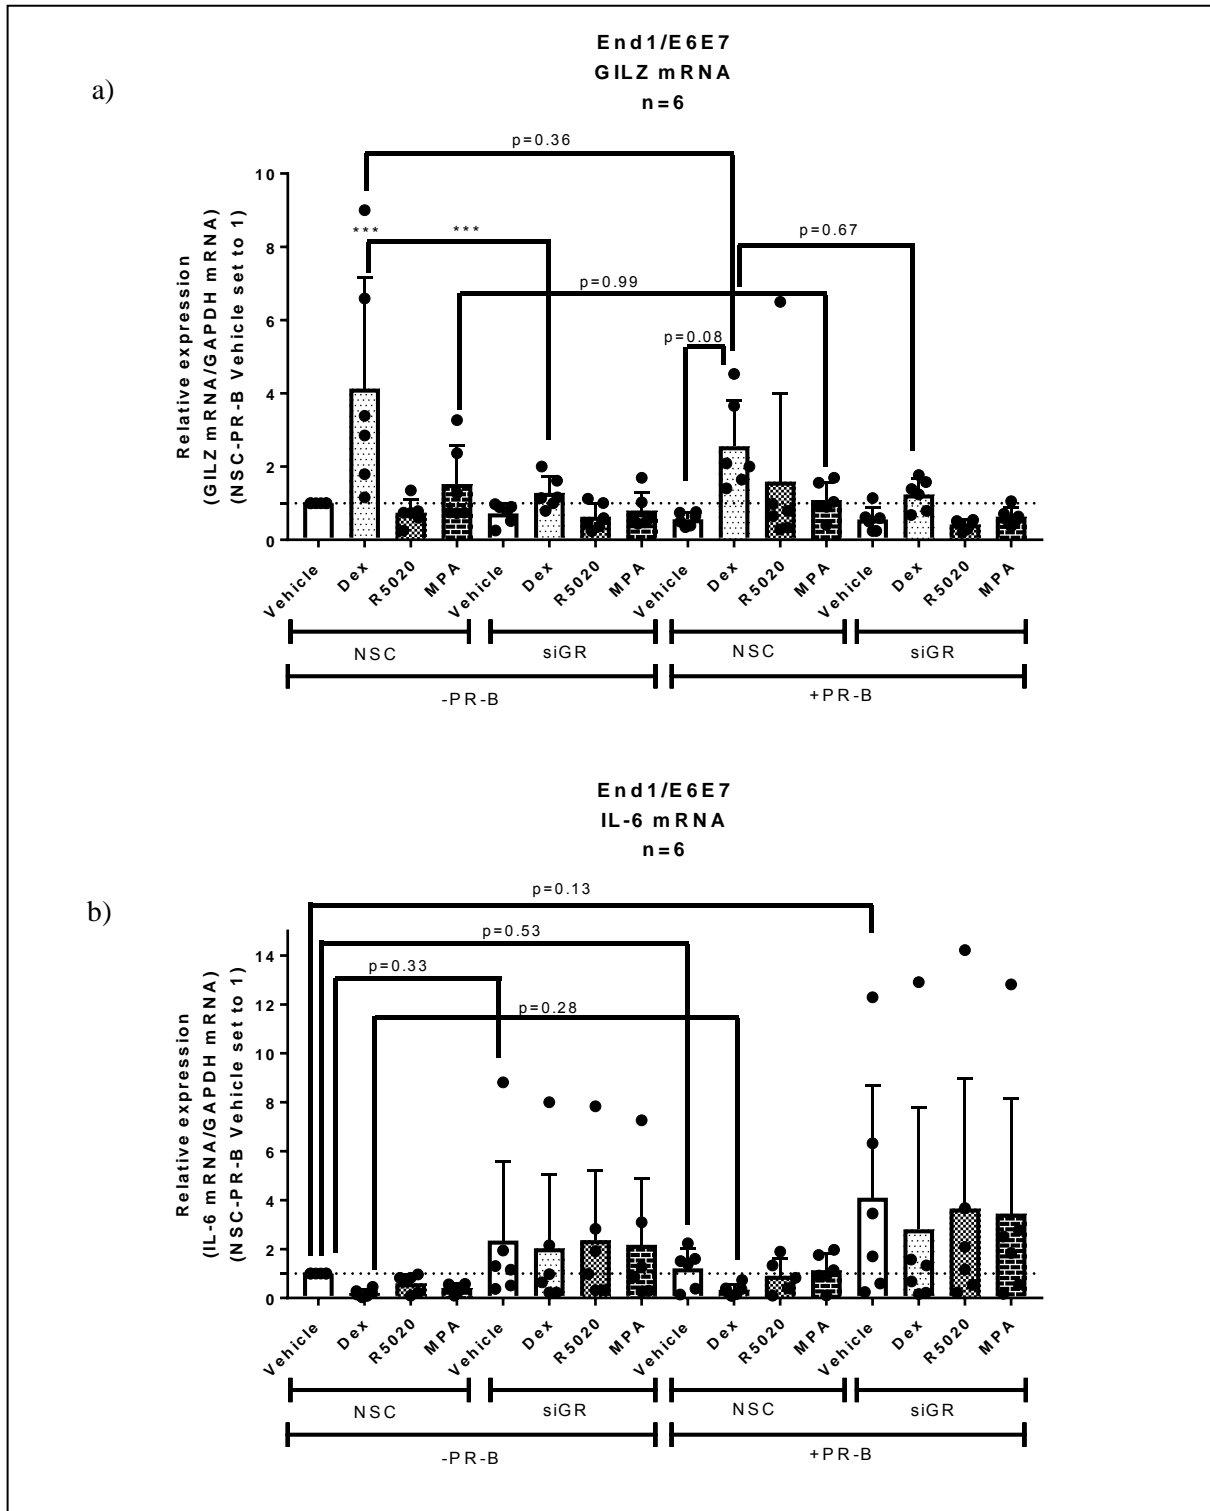 End1/E6E7
GILZ mRNA
n=6
a)
p=0.36
*** ***
p=0.67
p=0.99
p=0.08
Relative expression
(GILZ mRNA/GAPDH mRNA)
(NSC-PR-B Vehicle set to 1)
10
8
6
4
2
0
Vehicle Dex R5020 MPA Vehicle Dex R5020 MPA Vehicle Dex R5020 MPA Vehicle Dex R5020 MPA
NSC siGR NSC siGR
-PR-B +PR-B
End1/E6E7
IL-6 mRNA
n=6
b)
p=0.13
p=0.53
p=0.33
p=0.28
Relative expression
(IL-6 mRNA/GAPDH mRNA)
(NSC-PR-B Vehicle set to 1)
14
12
10
8
6
4
2
0
Vehicle Dex R5020 MPA Vehicle Dex R5020 MPA Vehicle Dex R5020 MPA Vehicle Dex R5020 MPA
NSC siGR NSC siGR
-PR-B +PR-B